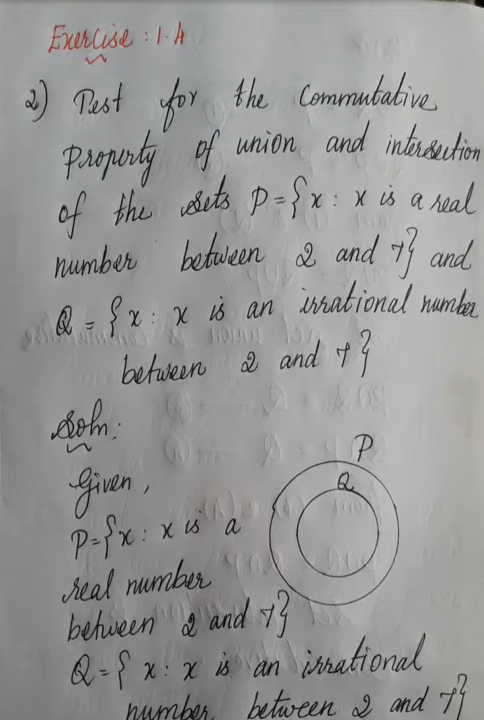 Exercise : 1.4
2) Test for the Commutative
Property of union and intersection
of the sets P = { x : x is a real
number between 2 and 7} and
Q = { x : x is an irrational number
between 2 and 7}
Soln:
P
Q
Given,
P={x : x is a
real number
between 2 and 7}
Q={ x : x is an irrational
number between 2 and 7}